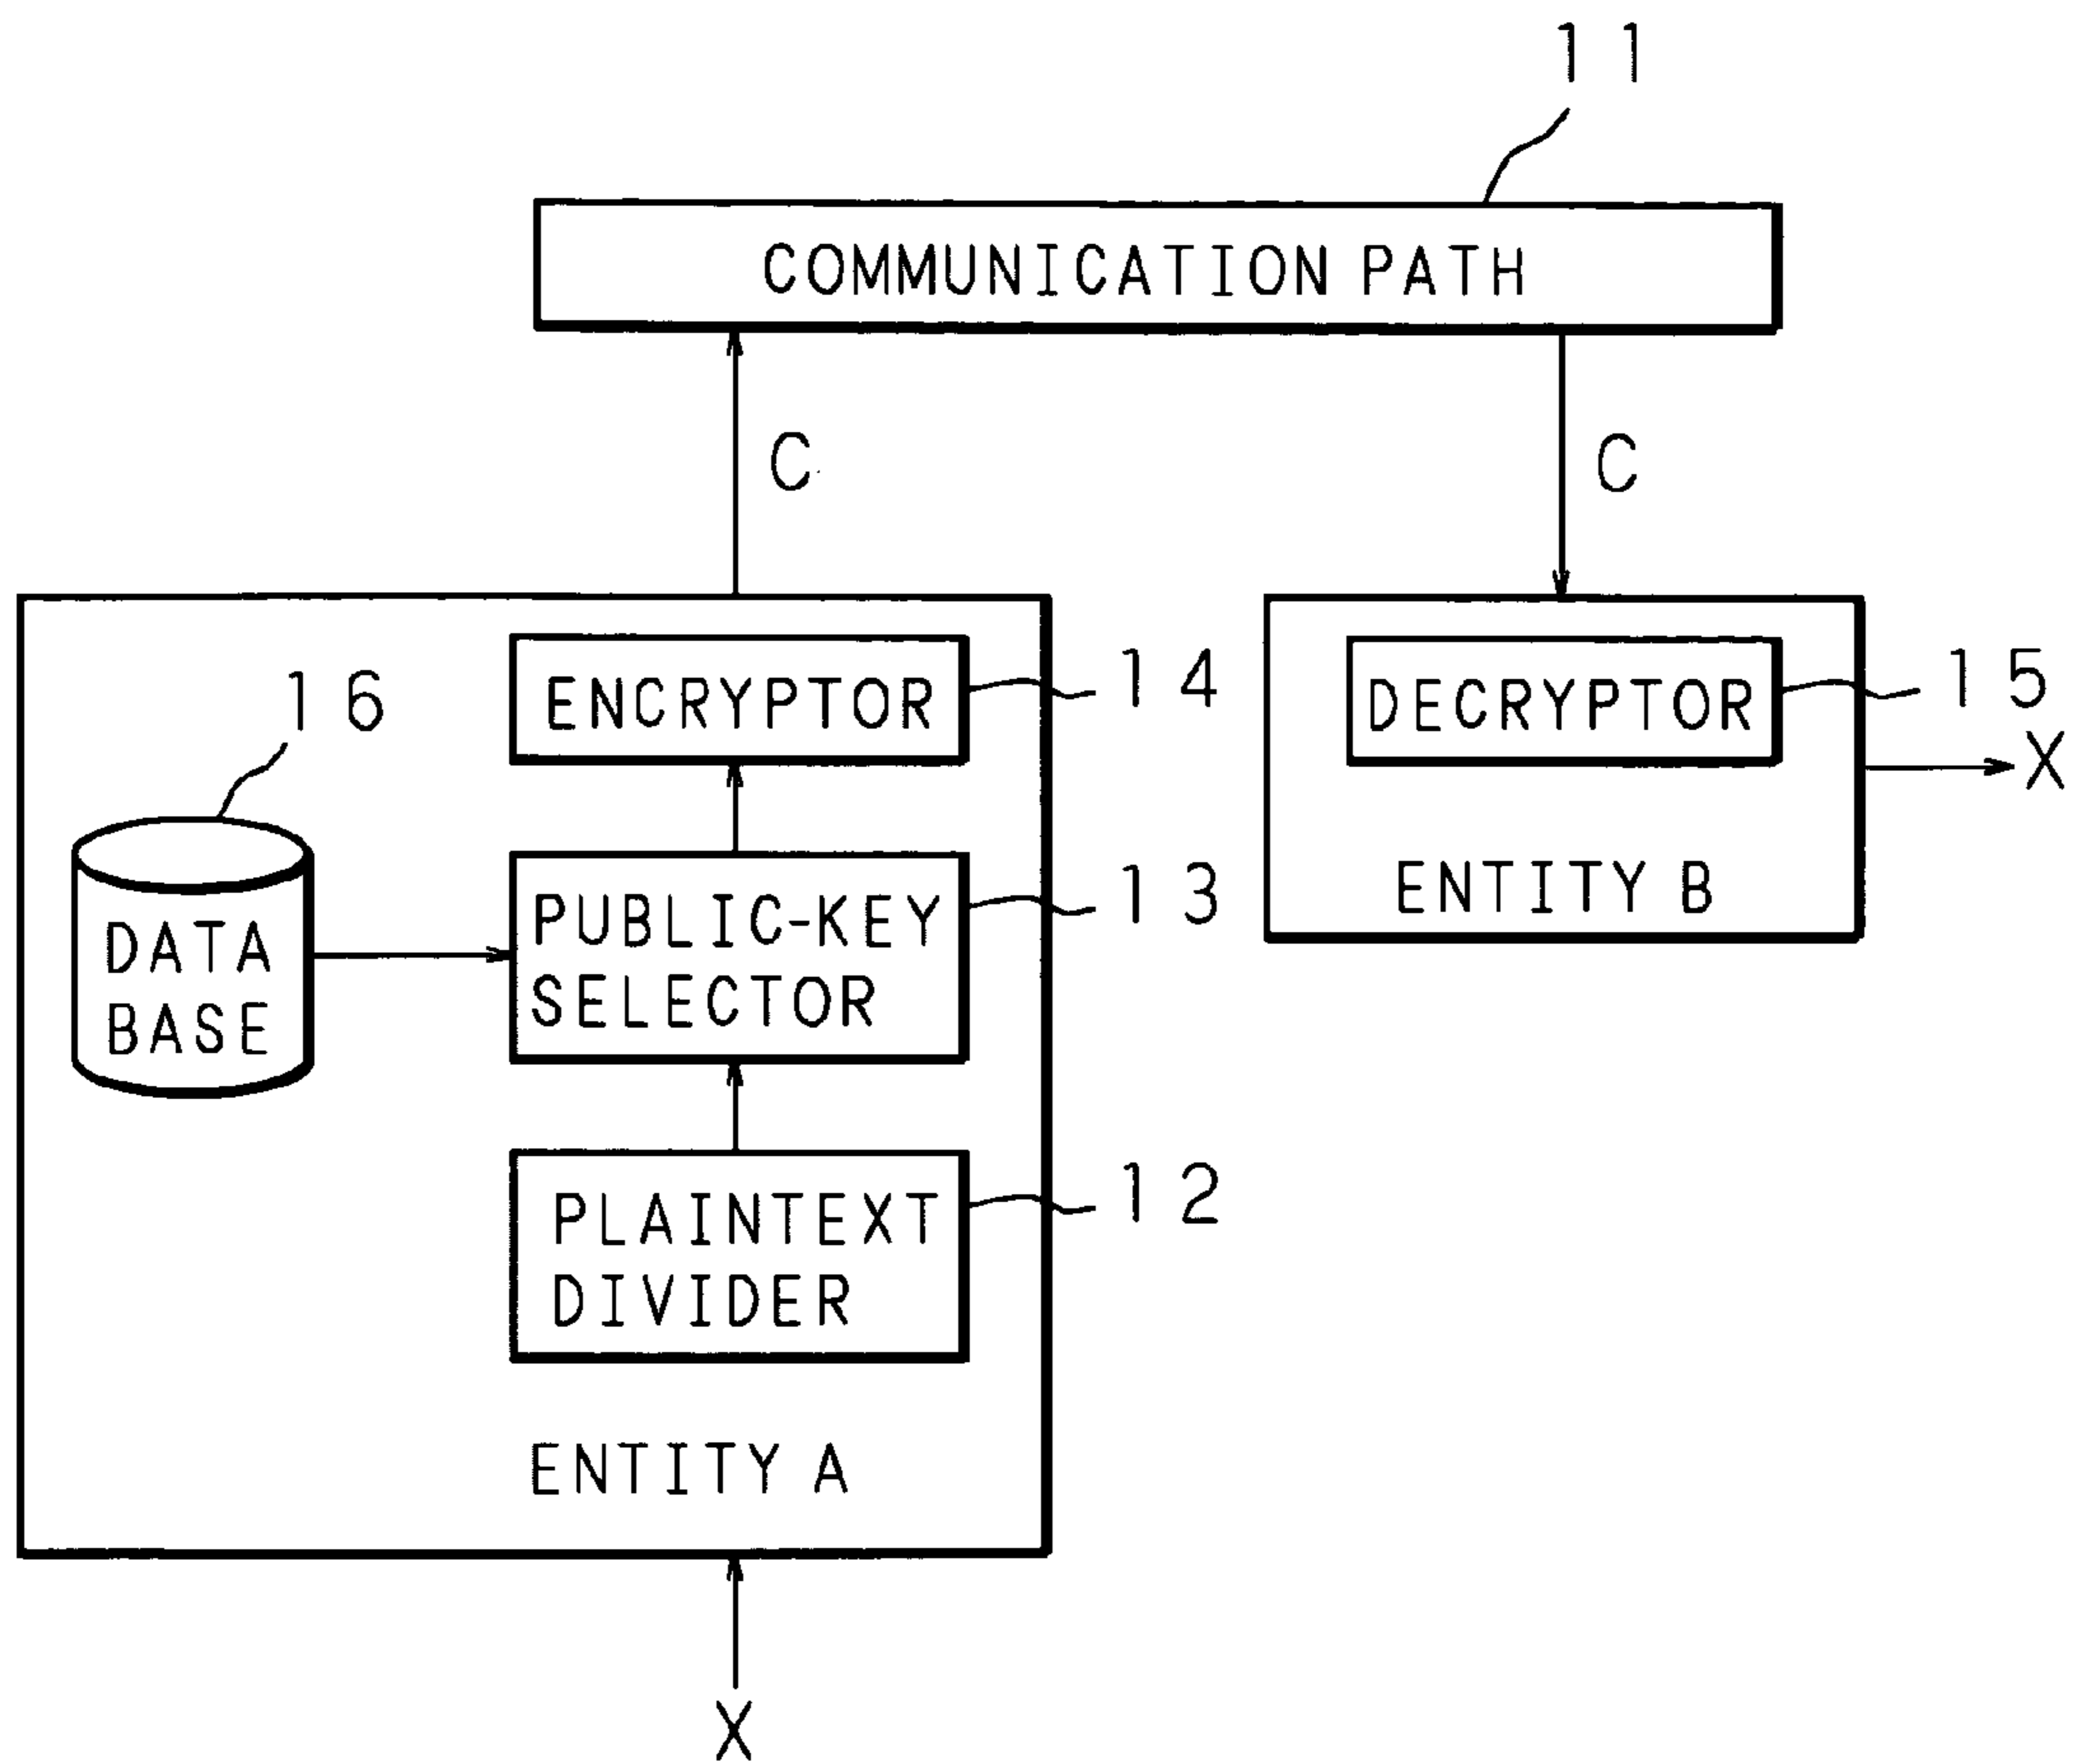 11
COMMUNICATION PATH
C
C
ENCRYPTOR
14
DECRYPTOR
15
16
X
PUBLIC-KEY
SELECTOR
13
ENTITY B
DATA
BASE
PLAINTEXT
DIVIDER
12
ENTITY A
X